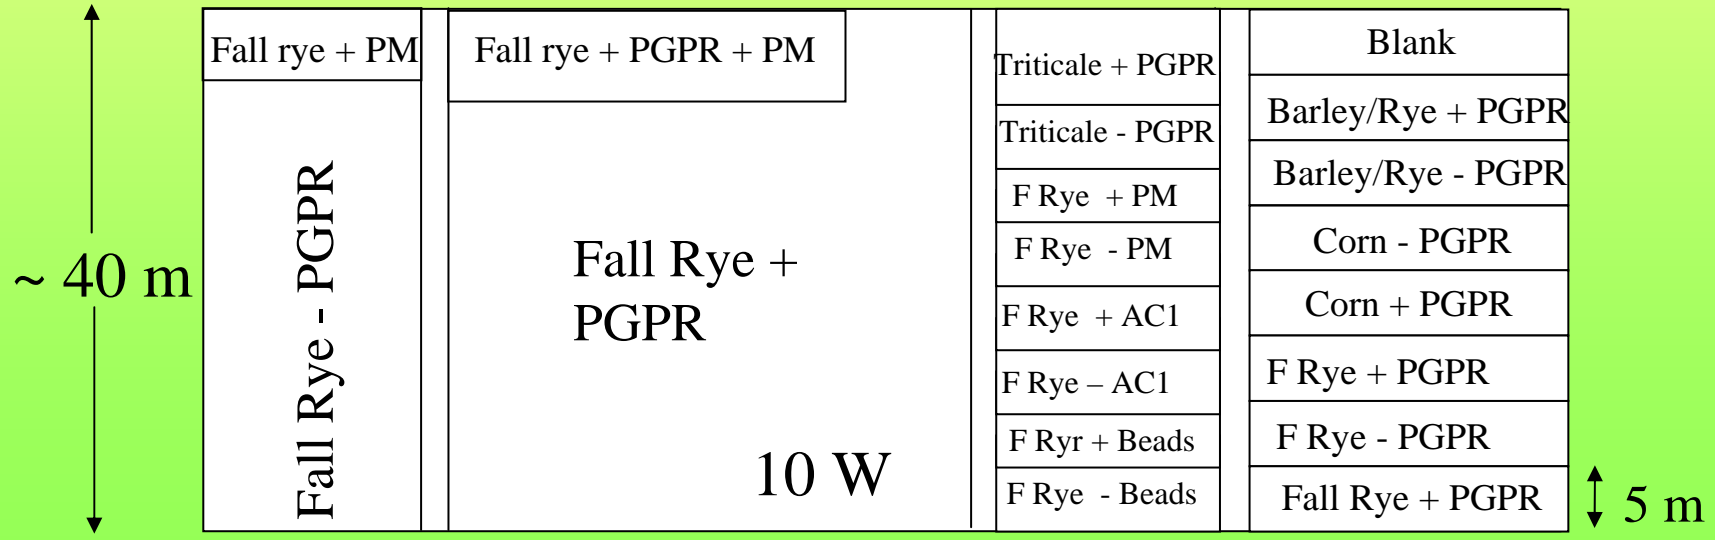 ~ 40 m
Fall rye + PM
Fall Rye - PGPR
Fall rye + PGPR + PM
Fall Rye +
PGPR
10 W
Triticale + PGPR
Triticale - PGPR
F Rye + PM
F Rye - PM
F Rye + AC1
F Rye – AC1
F Ryr + Beads
F Rye - Beads
Blank
Barley/Rye + PGPR
Barley/Rye - PGPR
Corn - PGPR
Corn + PGPR
F Rye + PGPR
F Rye - PGPR
Fall Rye + PGPR
5 m